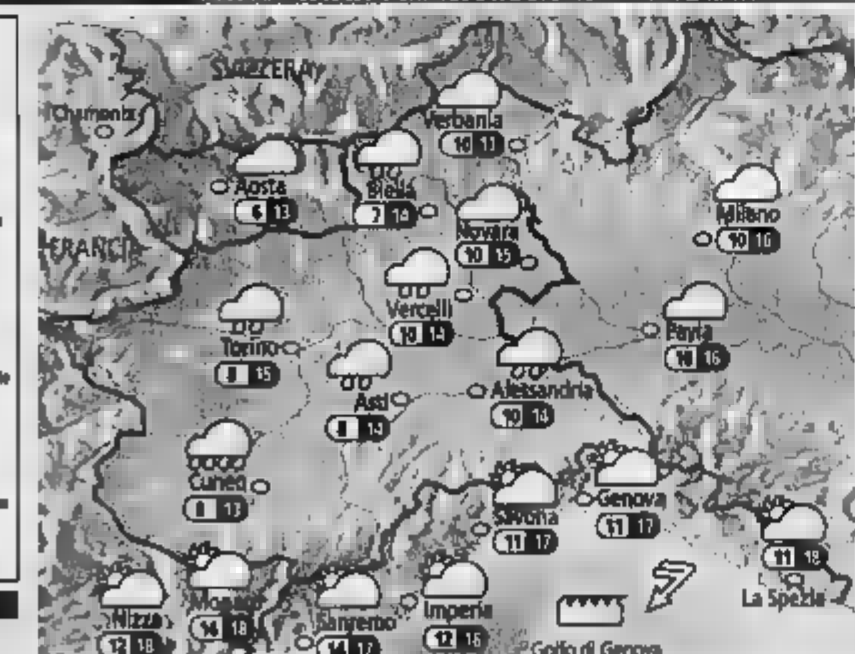 SVIZZERA
Chamonix
Verbania
10 11
Aosta
6 13
Biella
7 14
Milano
10 16
Novara
10 15
FRANCIA
Vercelli
10 14
Torino
8 15
Pavia
16
Asti
8 14
Alessandria
10 14
Cuneo
8 13
Savona
11 17
Genova
11 17
11 18
La Spezia
Nizza
12 18
Monaco
14 18
Sanremo
14 17
Imperia
12 16
Golfo di Genova